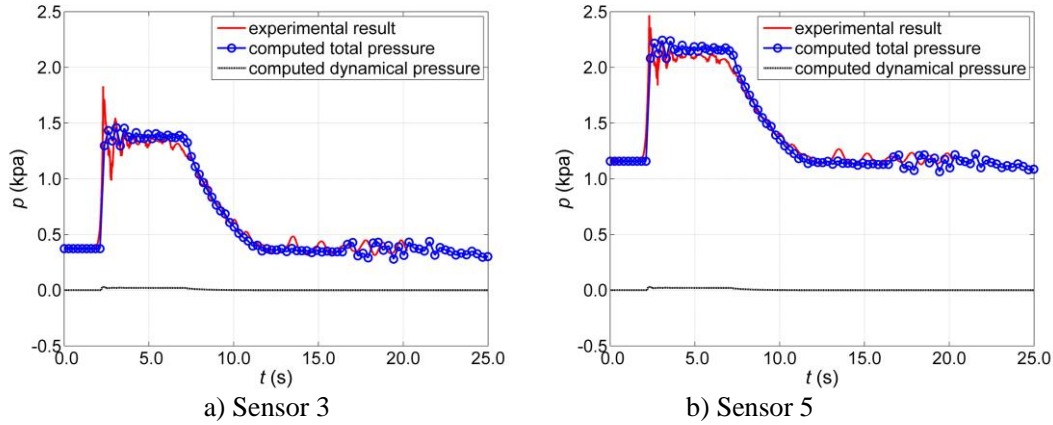 2.5
2.0
1.5
1.0
0.5
0.0
-0.5
p (kpa)
experimental result
computed total pressure
computed dynamical pressure
0.0 5.0 10.0 15.0 20.0 25.0
t (s)
a) Sensor 3
2.5
2.0
1.5
1.0
0.5
0.0
-0.5
p (kpa)
experimental result
computed total pressure
computed dynamical pressure
0.0 5.0 10.0 15.0 20.0 25.0
t (s)
b) Sensor 5